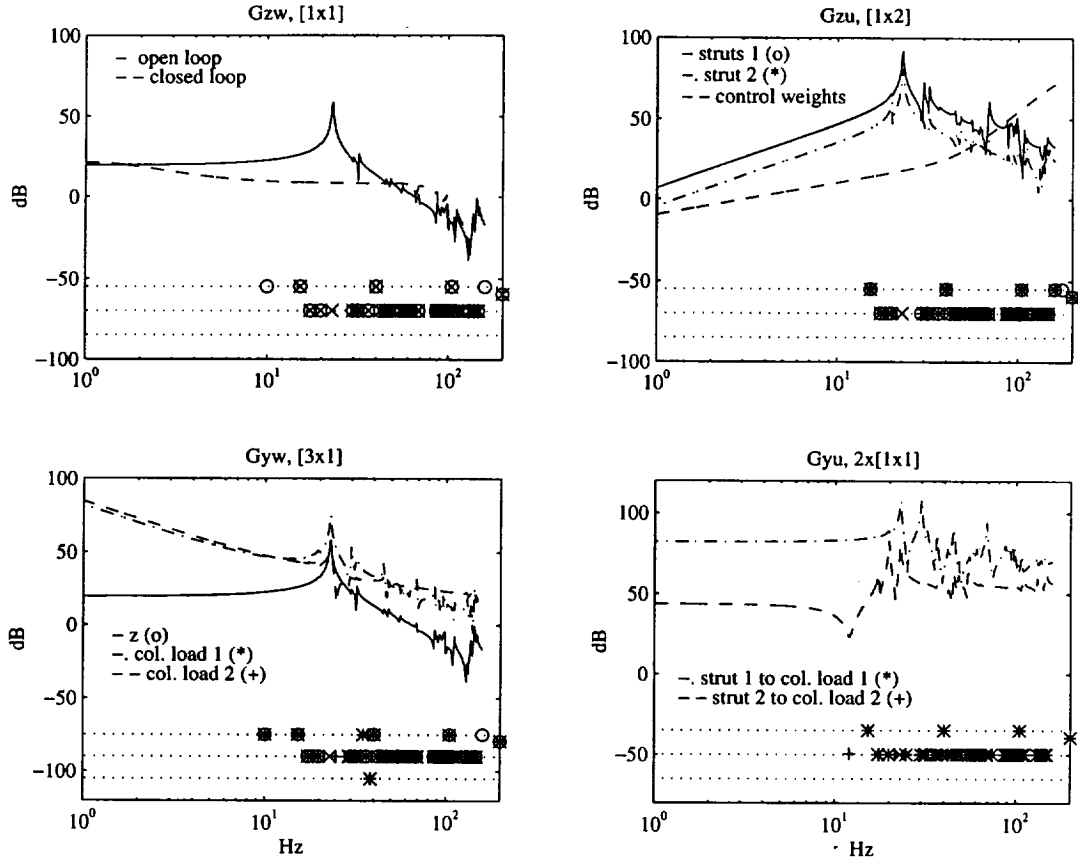 Gzw, [1x1]
– open loop
– – closed loop
dB
100
50
0
−50
−100
10^0
10^1
10^2
Hz
Gzu, [1x2]
– struts 1 (o)
–. strut 2 (*)
– – control weights
dB
100
50
0
−50
−100
10^0
10^1
10^2
Hz
Gyw, [3x1]
– z (o)
–. col. load 1 (*)
– – col. load 2 (+)
dB
100
50
0
−50
−100
10^0
10^1
10^2
Hz
Gyu, 2x[1x1]
–. strut 1 to col. load 1 (*)
– – strut 2 to col. load 2 (+)
dB
100
50
0
−50
10^0
10^1
10^2
Hz